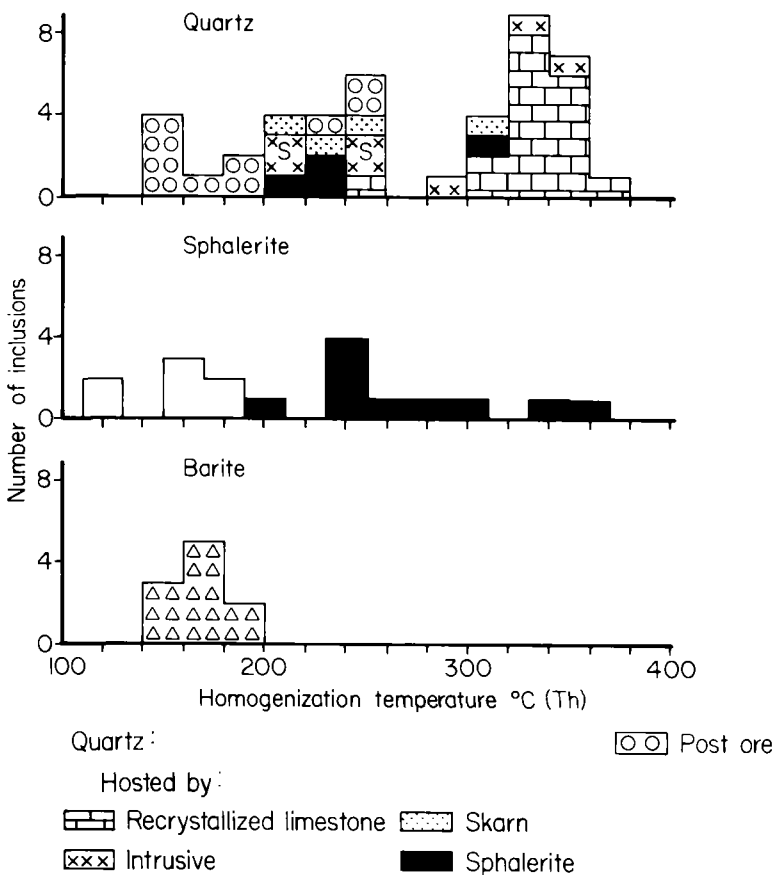 Quartz
8
4
0
S
S
Sphalerite
8
4
0
Barite
8
4
0
Number of inclusions
100
200
300
400
Homogenization temperature °C (Th)
Quartz:
Post ore
Hosted by:
Recrystallized limestone
Skarn
Intrusive
Sphalerite